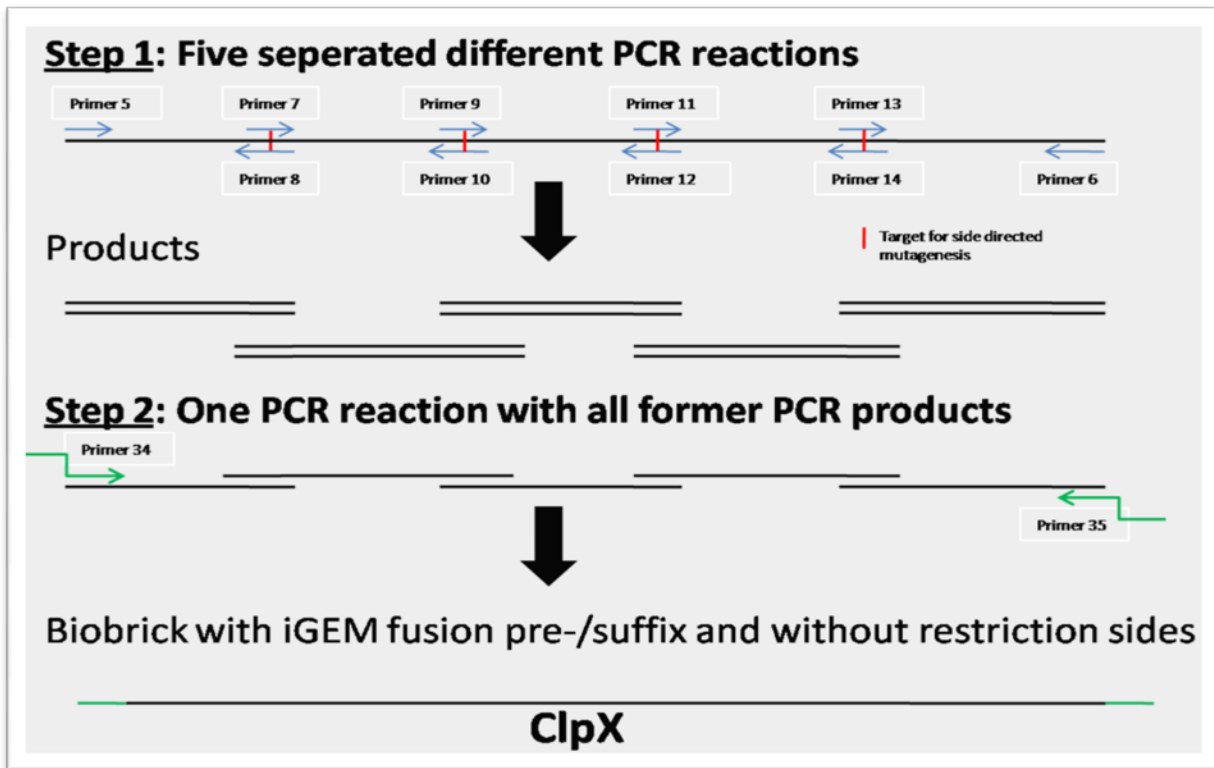 Step 1: Five seperated different PCR reactions
Primer 5
Primer 7
Primer 9
Primer 11
Primer 13
Primer 8
Primer 10
Primer 12
Primer 14
Primer 6
Products
Target for side directed
mutagenesis
Step 2: One PCR reaction with all former PCR products
Primer 34
Primer 35
Biobrick with iGEM fusion pre-/suffix and without restriction sides
ClpX